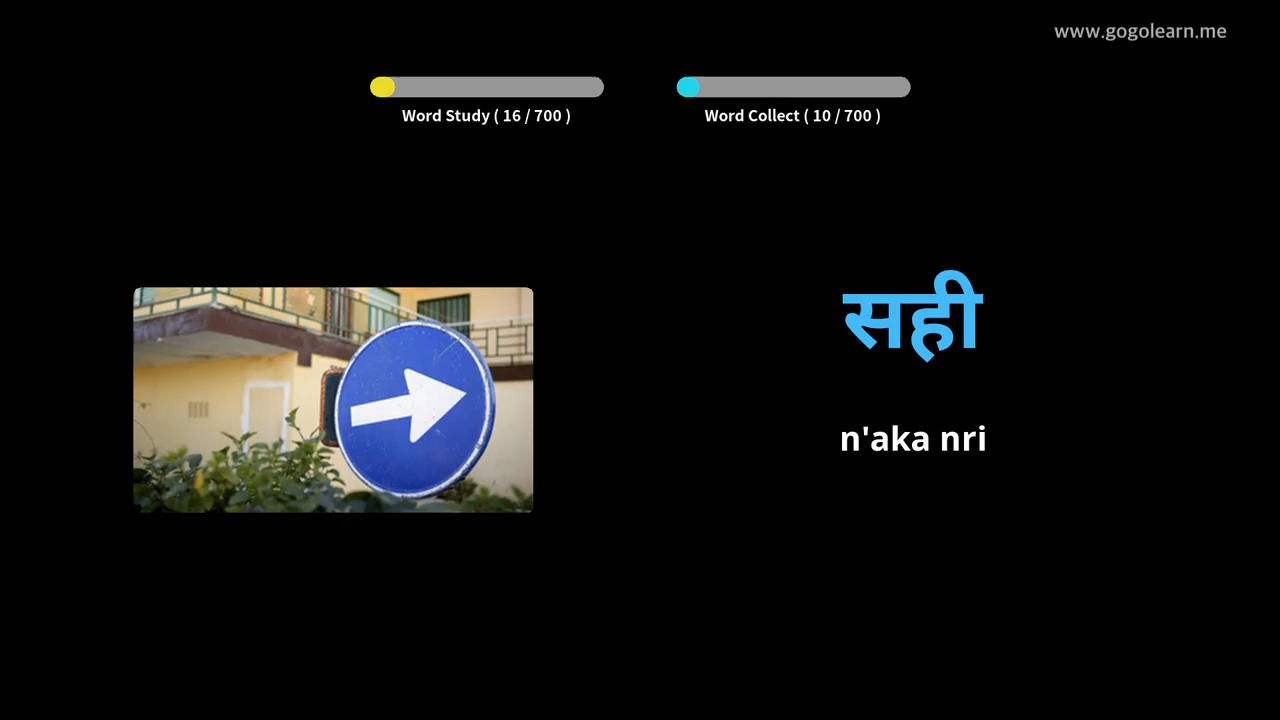 www.gogolearn.me
Word Study ( 16 / 700 )
Word Collect ( 10 / 700 )
सही
n'aka nri